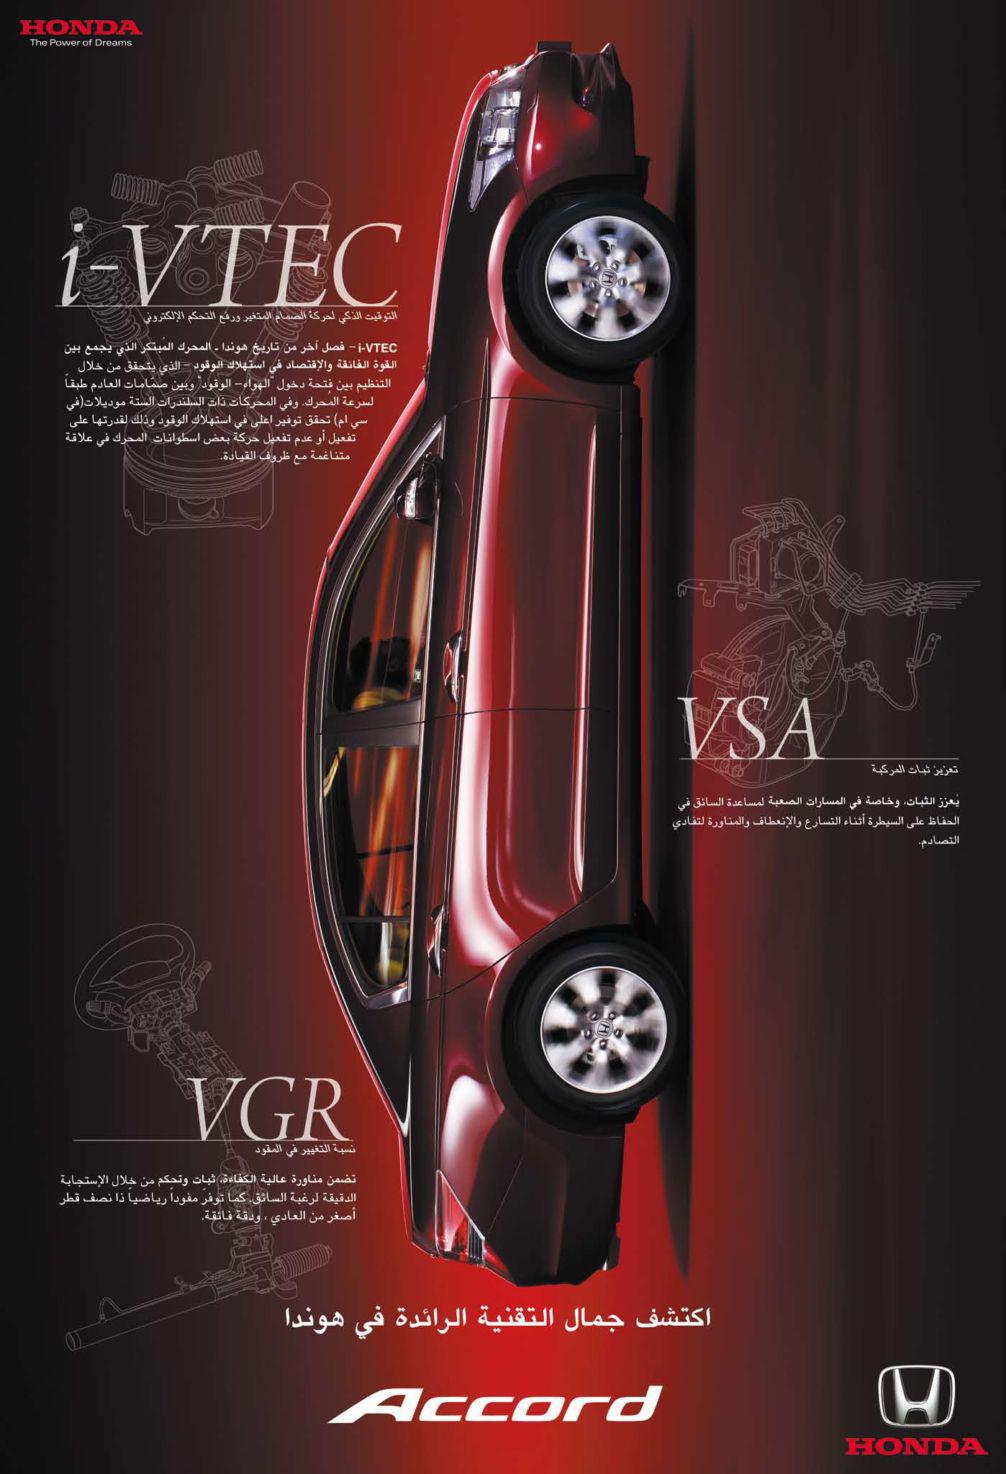 HONDA
The Power of Dreams
i-VTEC
التوقيت الذكي لحركة الصمام المتغير ورفع التحكم الإلكتروني
i-VTEC – فصل آخر من تاريخ هوندا ـ المحرك المُبتكر الذي يجمع بين
القوة الفائقة والإقتصاد في استهلاك الوقود – الذي يتحقق من خلال
التنظيم بين فتحة دخول "الهواء – الوقود" وبين صمّامات العادم طبقاً
لسرعة المحرك. وفي المحركات ذات السلندرات الستة موديلات(في
سي ام) تحقق توفير اعلى في استهلاك الوقود وذلك لقدرتها على
تفعيل أو عدم تفعيل حركة بعض اسطوانات المحرك في علاقة
متناغمة مع ظروف القيادة.
VSA
تعزيز ثبات المركبة
يُعزز الثبات، وخاصة في المسارات الصعبة لمساعدة السائق في
الحفاظ على السيطرة أثناء التسارع والإنعطاف والمناورة لتفادي
التصادم.
VGR
نسبة التغيير في المقود
تضمن مناورة عالية الكفاءة، ثبات وتحكم من خلال الإستجابة
الدقيقة لرغبة السائق. كما توفر مقوداً رياضياً ذا نصف قطر
أصغر من العادي ، ودقة فائقة.
اكتشف جمال التقنية الرائدة في هوندا
Accord
HONDA